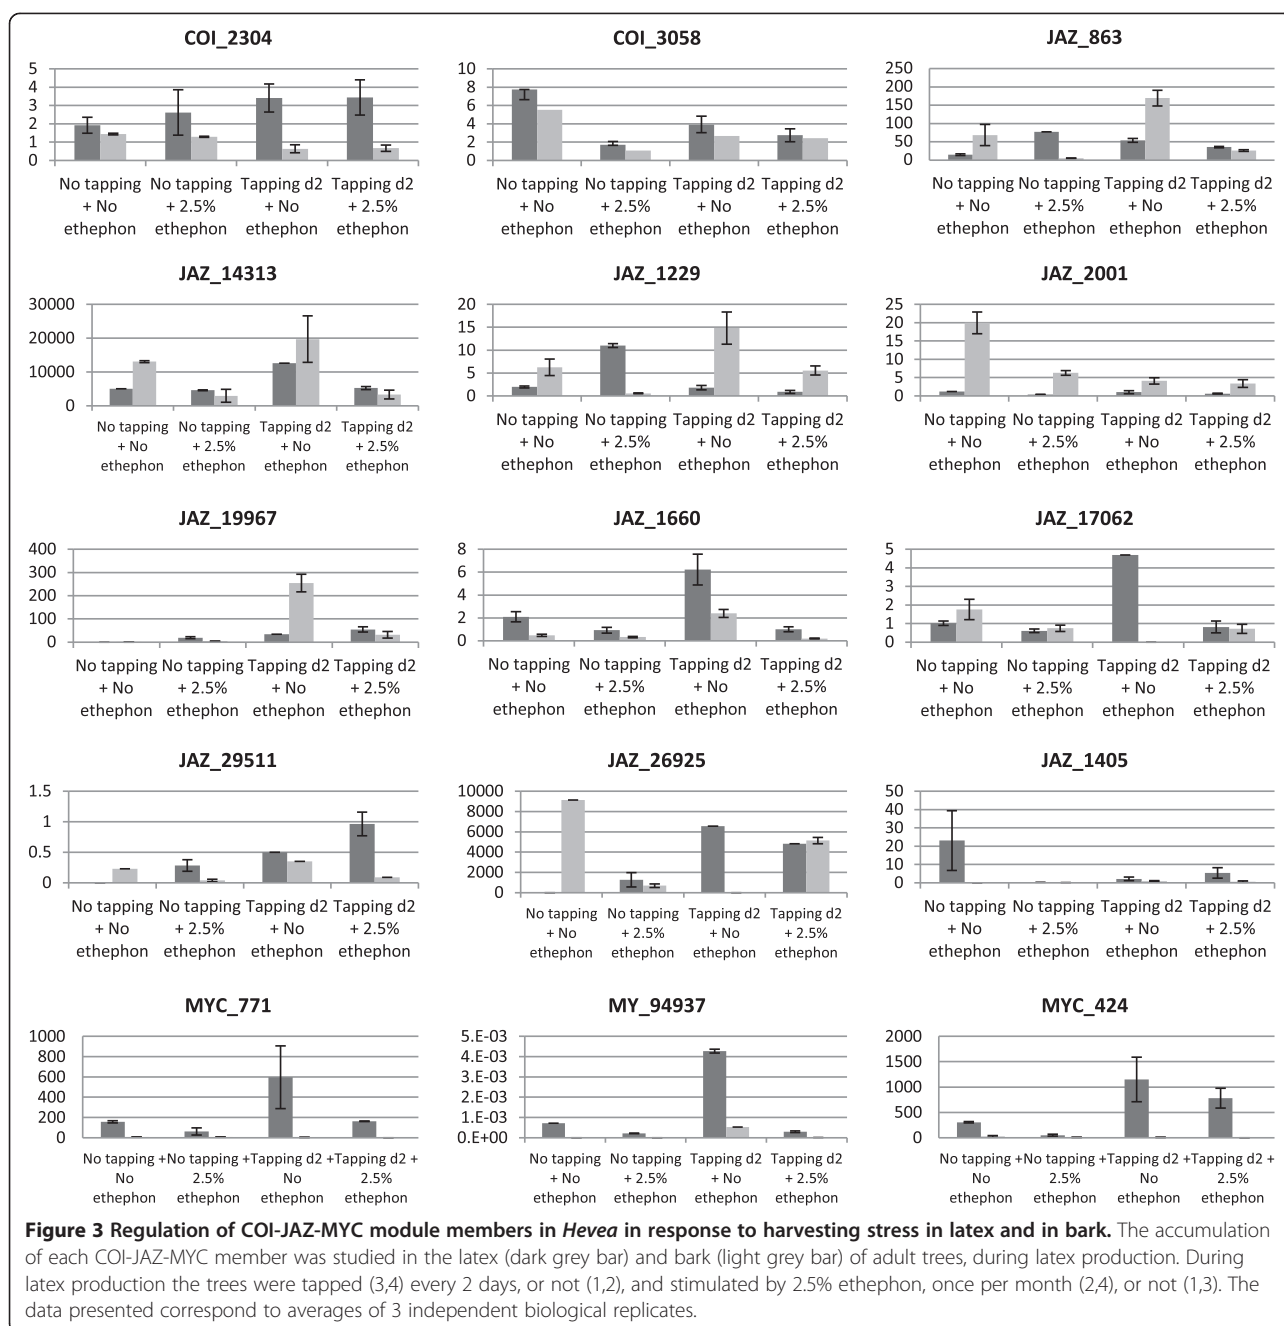 COI_2304
5
4
3
2
1
0
No tapping No tapping Tapping d2 Tapping d2
+ No + 2.5% + No + 2.5%
ethephon ethephon ethephon ethephon
COI_3058
10
8
6
4
2
0
No tapping No tapping Tapping d2 Tapping d2
+ No + 2.5% + No + 2.5%
ethephon ethephon ethephon ethephon
JAZ_863
250
200
150
100
50
0
No tapping No tapping Tapping d2 Tapping d2
+ No + 2.5% + No + 2.5%
ethephon ethephon ethephon ethephon
JAZ_14313
30000
20000
10000
0
No tapping No tapping Tapping d2 Tapping d2
+ No + 2.5% + No + 2.5%
ethephon ethephon ethephon ethephon
JAZ_1229
20
15
10
5
0
No tapping No tapping Tapping d2 Tapping d2
+ No + 2.5% + No + 2.5%
ethephon ethephon ethephon ethephon
JAZ_2001
25
20
15
10
5
0
No tapping No tapping Tapping d2 Tapping d2
+ No + 2.5% + No + 2.5%
ethephon ethephon ethephon ethephon
JAZ_19967
400
300
200
100
0
No tapping No tapping Tapping d2 Tapping d2
+ No + 2.5% + No + 2.5%
ethephon ethephon ethephon ethephon
JAZ_1660
8
6
4
2
0
No tapping No tapping Tapping d2 Tapping d2
+ No + 2.5% + No + 2.5%
ethephon ethephon ethephon ethephon
JAZ_17062
5
4
3
2
1
0
No tapping No tapping Tapping d2 Tapping d2
+ No + 2.5% + No + 2.5%
ethephon ethephon ethephon ethephon
JAZ_29511
1.5
1
0.5
0
No tapping No tapping Tapping d2 Tapping d2
+ No + 2.5% + No + 2.5%
ethephon ethephon ethephon ethephon
JAZ_26925
10000
8000
6000
4000
2000
0
No tapping No tapping Tapping d2 Tapping d2
+ No + 2.5% + No + 2.5%
ethephon ethephon ethephon ethephon
JAZ_1405
50
40
30
20
10
0
No tapping No tapping Tapping d2 Tapping d2
+ No + 2.5% + No + 2.5%
ethephon ethephon ethephon ethephon
MYC_771
1000
800
600
400
200
0
No tapping +No tapping +Tapping d2 +Tapping d2 +
No 2.5% No 2.5%
ethephon ethephon ethephon ethephon
MY_94937
5.E-03
4.E-03
3.E-03
2.E-03
1.E-03
0.E+00
No tapping No tapping Tapping d2 Tapping d2
+ No + 2.5% + No + 2.5%
ethephon ethephon ethephon ethephon
MYC_424
2000
1500
1000
500
0
No tapping +No tapping +Tapping d2 +Tapping d2 +
No 2.5% No 2.5%
ethephon ethephon ethephon ethephon
Figure 3 Regulation of COI-JAZ-MYC module members in Hevea in response to harvesting stress in latex and in bark. The accumulation
of each COI-JAZ-MYC member was studied in the latex (dark grey bar) and bark (light grey bar) of adult trees, during latex production. During
latex production the trees were tapped (3,4) every 2 days, or not (1,2), and stimulated by 2.5% ethephon, once per month (2,4), or not (1,3). The
data presented correspond to averages of 3 independent biological replicates.